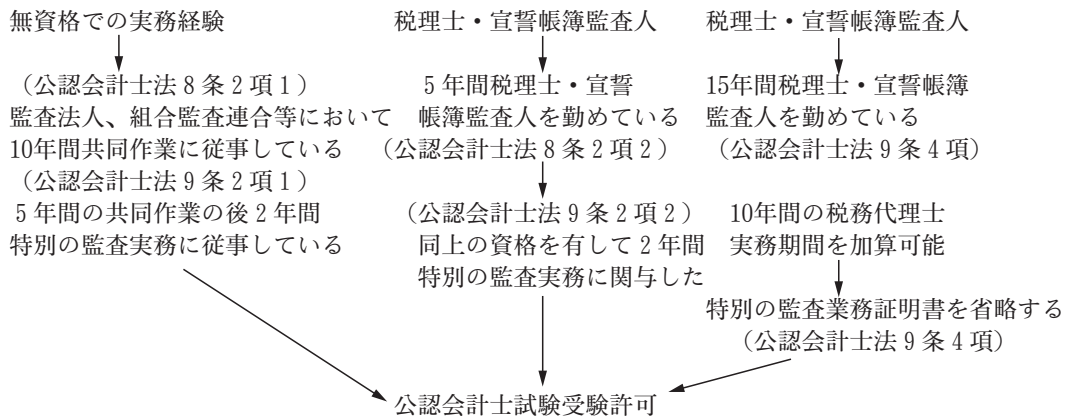 無資格での実務経験
（公認会計士法８条２項１）
監査法人、組合監査連合等において
10年間共同作業に従事している
（公認会計士法９条２項１）
５年間の共同作業の後２年間
特別の監査実務に従事している
税理士・宣誓帳簿監査人
５年間税理士・宣誓
帳簿監査人を勤めている
（公認会計士法８条２項２）
（公認会計士法９条２項２）
同上の資格を有して２年間
特別の監査実務に関与した
税理士・宣誓帳簿監査人
15年間税理士・宣誓帳簿
監査人を勤めている
（公認会計士法９条４項）
10年間の税務代理士
実務期間を加算可能
特別の監査業務証明書を省略する
（公認会計士法９条４項）
公認会計士試験受験許可